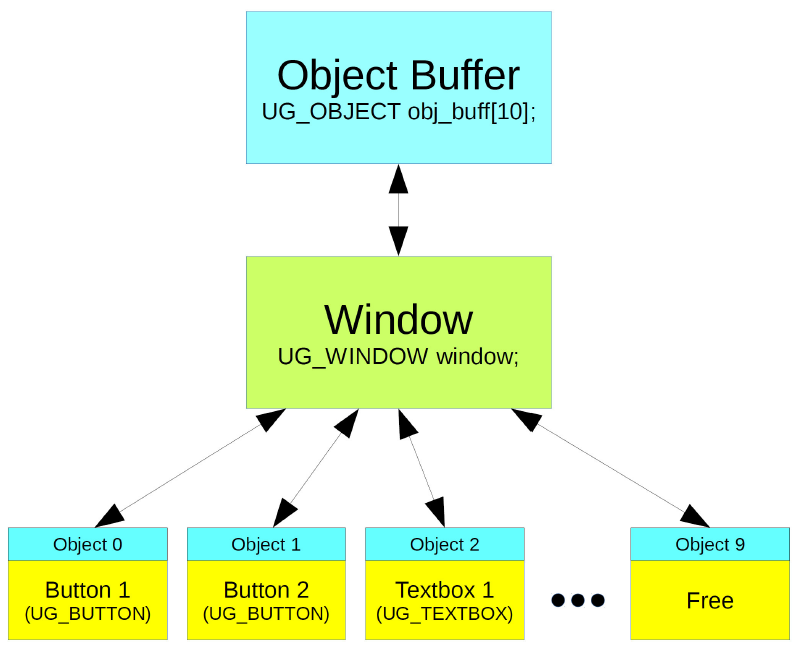 Object Buffer
UG_OBJECT obj_buff[10];
Window
UG_WINDOW window;
Object 0
Object 1
Object 2
Object 9
Button 1
(UG_BUTTON)
Button 2
(UG_BUTTON)
Textbox 1
(UG_TEXTBOX)
Free